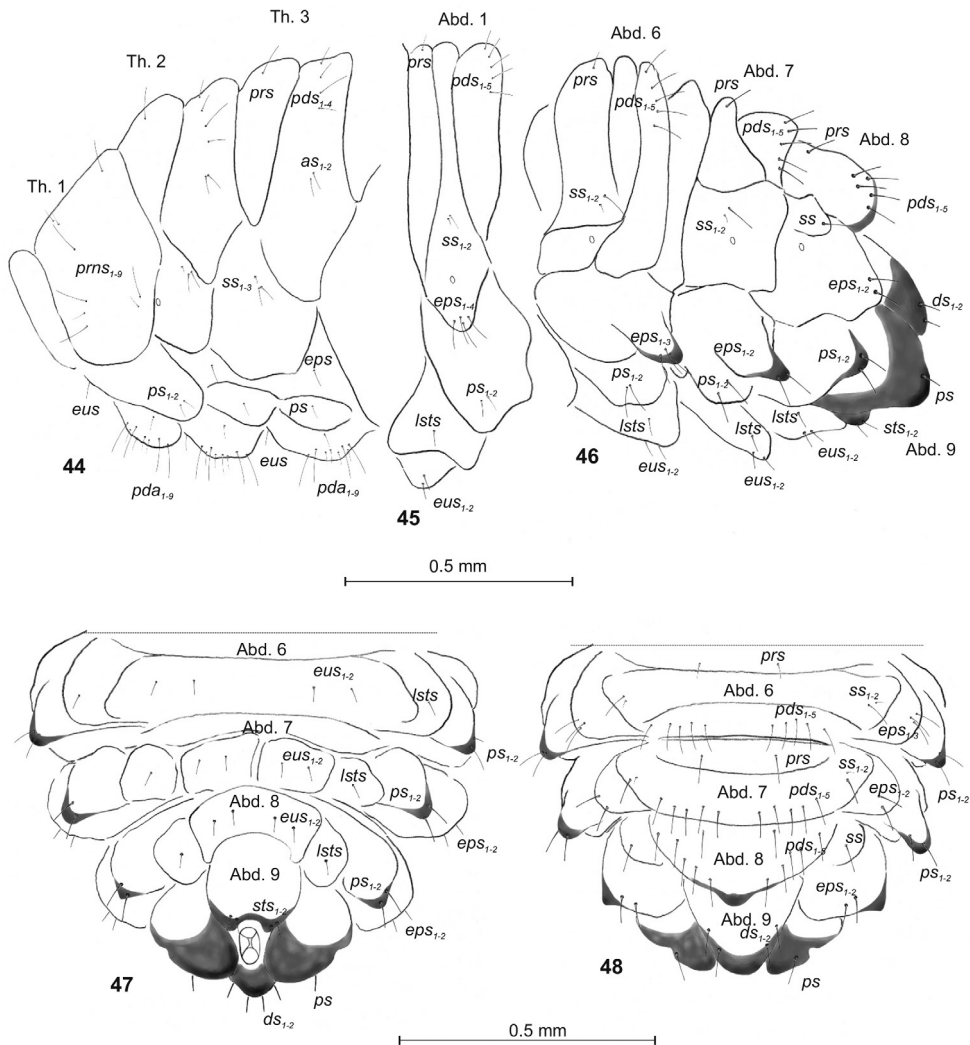 Th. 1
Th. 2
Th. 3
prs
pds1-4
as1-2
prns1-9
ss1-3
eps
eus
ps1-2
ps
eus
pda1-9
pda1-9
44
Abd. 1
prs
pds1-5
ss1-2
eps1-4
ps1-2
lsts
eus1-2
45
Abd. 6
Abd. 7
Abd. 8
prs
prs
pds1-5
pds1-5
prs
pds1-5
ss1-2
ss1-2
ss
eps1-2
ds1-2
eps1-3
eps1-2
ps1-2
ps1-2
ps1-2
ps
lsts
lsts
lsts
sts1-2
eus1-2
eus1-2
eus1-2
Abd. 9
46
0.5 mm
Abd. 6
eus1-2
lsts
Abd. 7
ps1-2
eus1-2
lsts
ps1-2
Abd. 8
eus1-2
eps1-2
lsts
Abd. 9
ps1-2
sts1-2
eps1-2
47
ps
ds1-2
prs
Abd. 6
ss1-2
pds1-5
eps1-3
prs
ss1-2
ps1-2
Abd. 7
pds1-5
eps1-2
pds1-5
ss
ps1-2
Abd. 8
eps1-2
Abd. 9
ds1-2
48
ps
0.5 mm